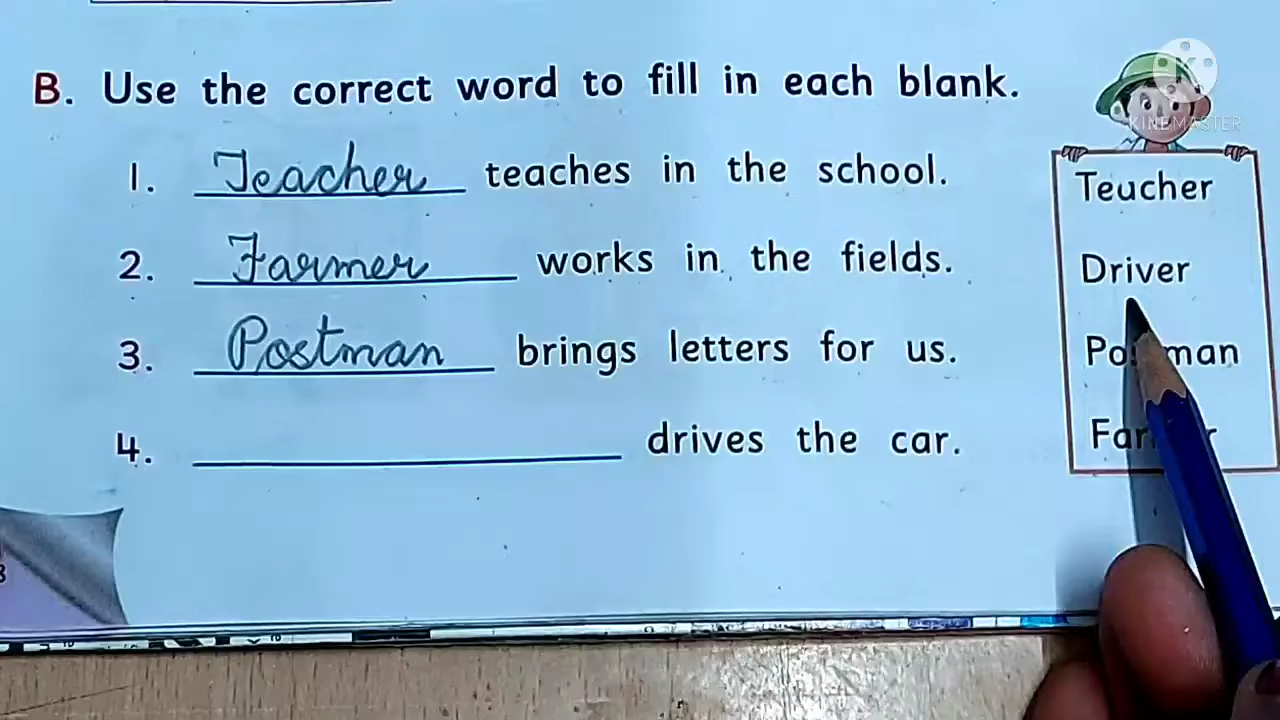 B. Use the correct word to fill in each blank.
KINEMASTER
1. Teacher teaches in the school.
Teucher
2. Farmer works in the fields.
Driver
3. Postman brings letters for us.
4. drives the car.